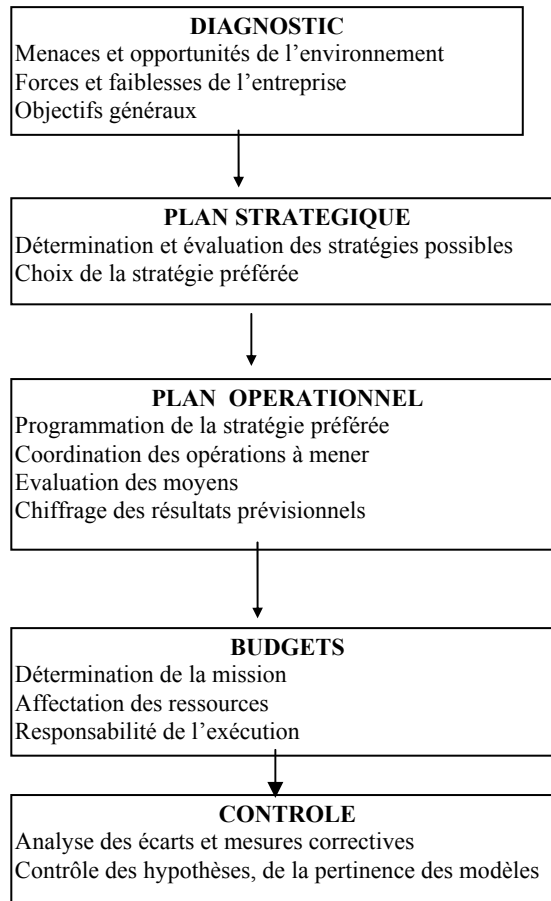 DIAGNOSTIC
Menaces et opportunités de l’environnement
Forces et faiblesses de l’entreprise
Objectifs généraux
PLAN STRATEGIQUE
Détermination et évaluation des stratégies possibles
Choix de la stratégie préférée
PLAN OPERATIONNEL
Programmation de la stratégie préférée
Coordination des opérations à mener
Evaluation des moyens
Chiffrage des résultats prévisionnels
BUDGETS
Détermination de la mission
Affectation des ressources
Responsabilité de l’exécution
CONTROLE
Analyse des écarts et mesures correctives
Contrôle des hypothèses, de la pertinence des modèles